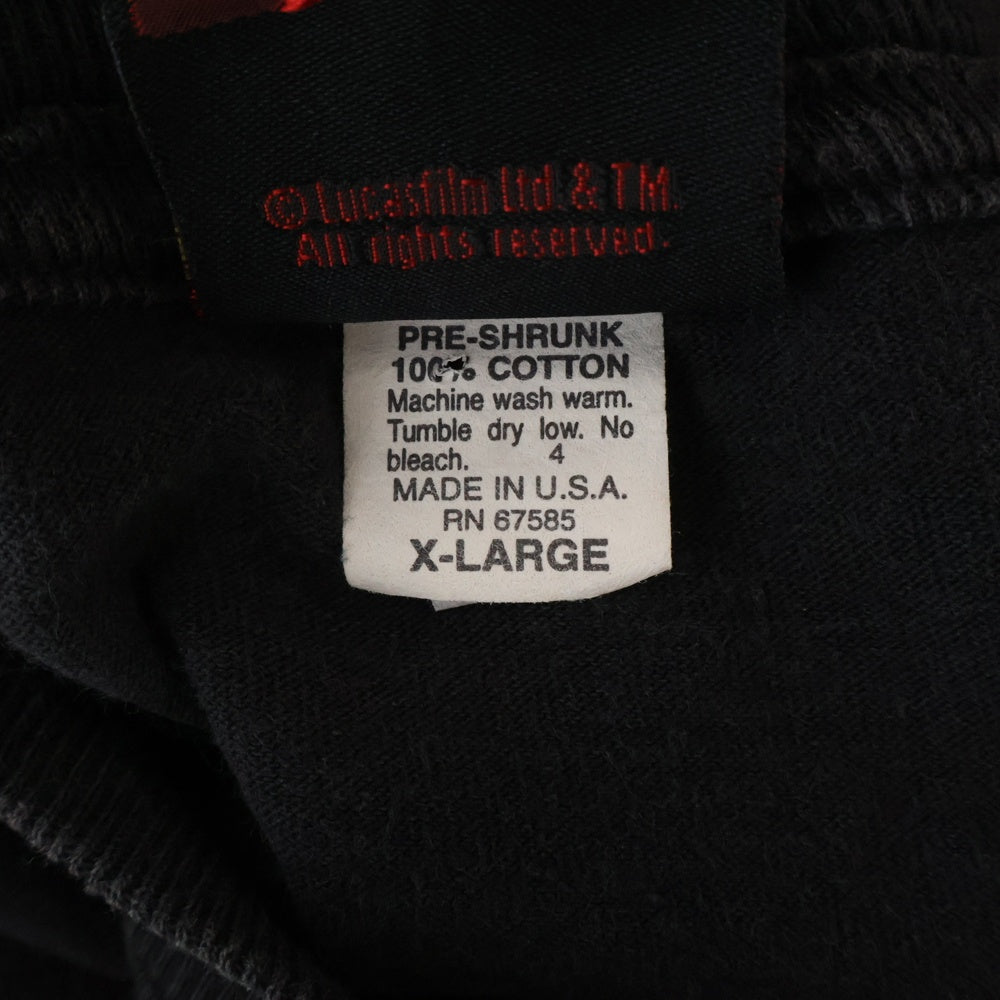 © Lucasfilm Ltd. & TM.
All rights reserved.
PRE-SHRUNK
100% COTTON
Machine wash warm.
Tumble dry low. No
bleach. 4
MADE IN U.S.A.
RN 67585
X-LARGE